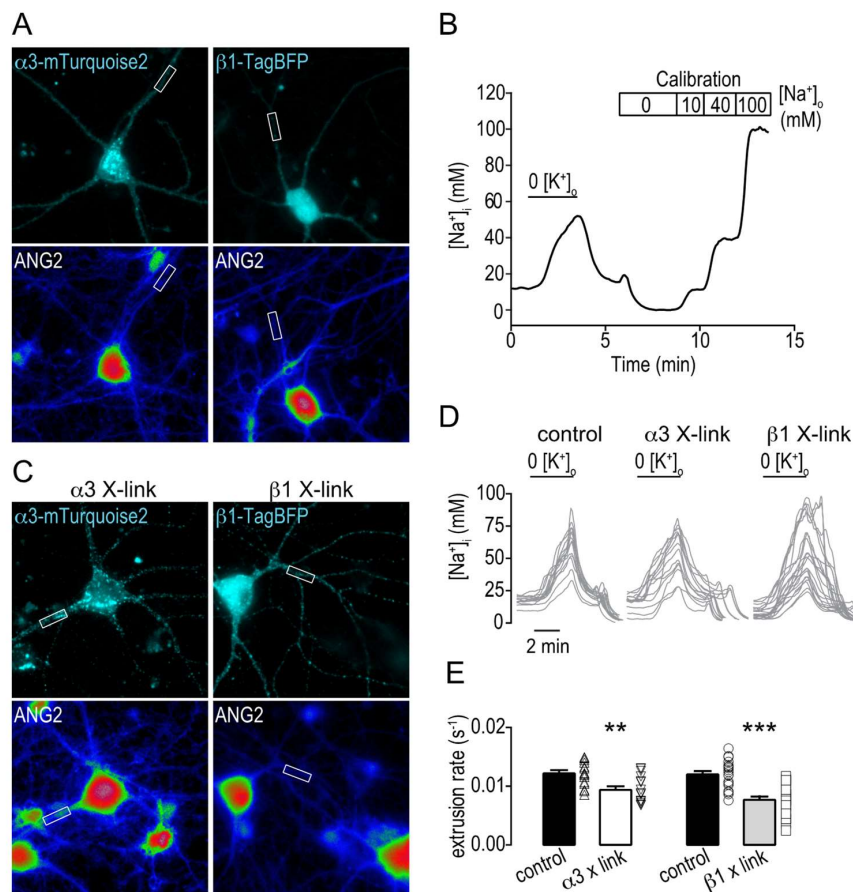 A
α3-mTurquoise2
β1-TagBFP
ANG2
ANG2
B
Calibration
0 10 40 100
[Na⁺]ₒ
(mM)
0 [K⁺]ₒ
[Na⁺]ᵢ (mM)
120
100
80
60
40
20
0
0 5 10 15
Time (min)
C
α3 X-link
β1 X-link
α3-mTurquoise2
β1-TagBFP
ANG2
ANG2
D
control
α3 X-link
β1 X-link
0 [K⁺]ₒ
0 [K⁺]ₒ
0 [K⁺]ₒ
[Na⁺]ᵢ (mM)
100
75
50
25
0
2 min
E
extrusion rate (s⁻¹)
0.02
0.01
0.00
**
***
control
α3 x link
control
β1 x link